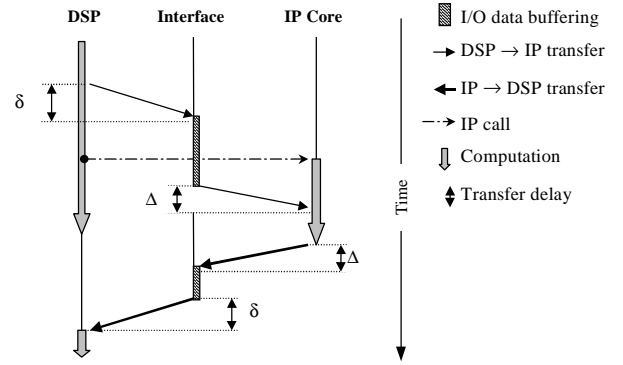 DSP Interface IP Core
I/O data buffering
DSP → IP transfer
IP → DSP transfer
IP call
Computation
Transfer delay
δ
Δ
Time
Δ
δ